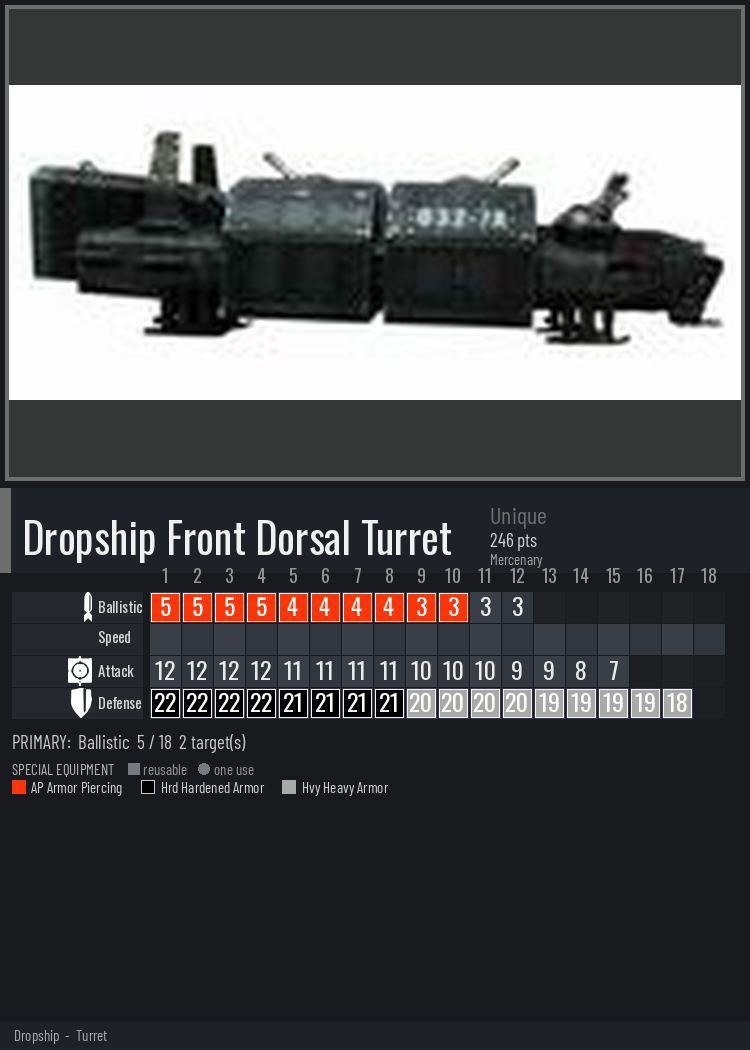 032-7A
Dropship Front Dorsal Turret
Unique
246 pts
Mercenary
1 2 3 4 5 6 7 8 9 10 11 12 13 14 15 16 17 18
Ballistic 5 5 5 5 4 4 4 4 3 3 3 3
Speed
Attack 12 12 12 12 11 11 11 11 10 10 10 9 9 8 7
Defense 22 22 22 22 21 21 21 21 20 20 20 20 19 19 19 19 18
PRIMARY: Ballistic 5 / 18 2 target(s)
SPECIAL EQUIPMENT reusable one use
AP Armor Piercing Hrd Hardened Armor Hvy Heavy Armor
Dropship - Turret